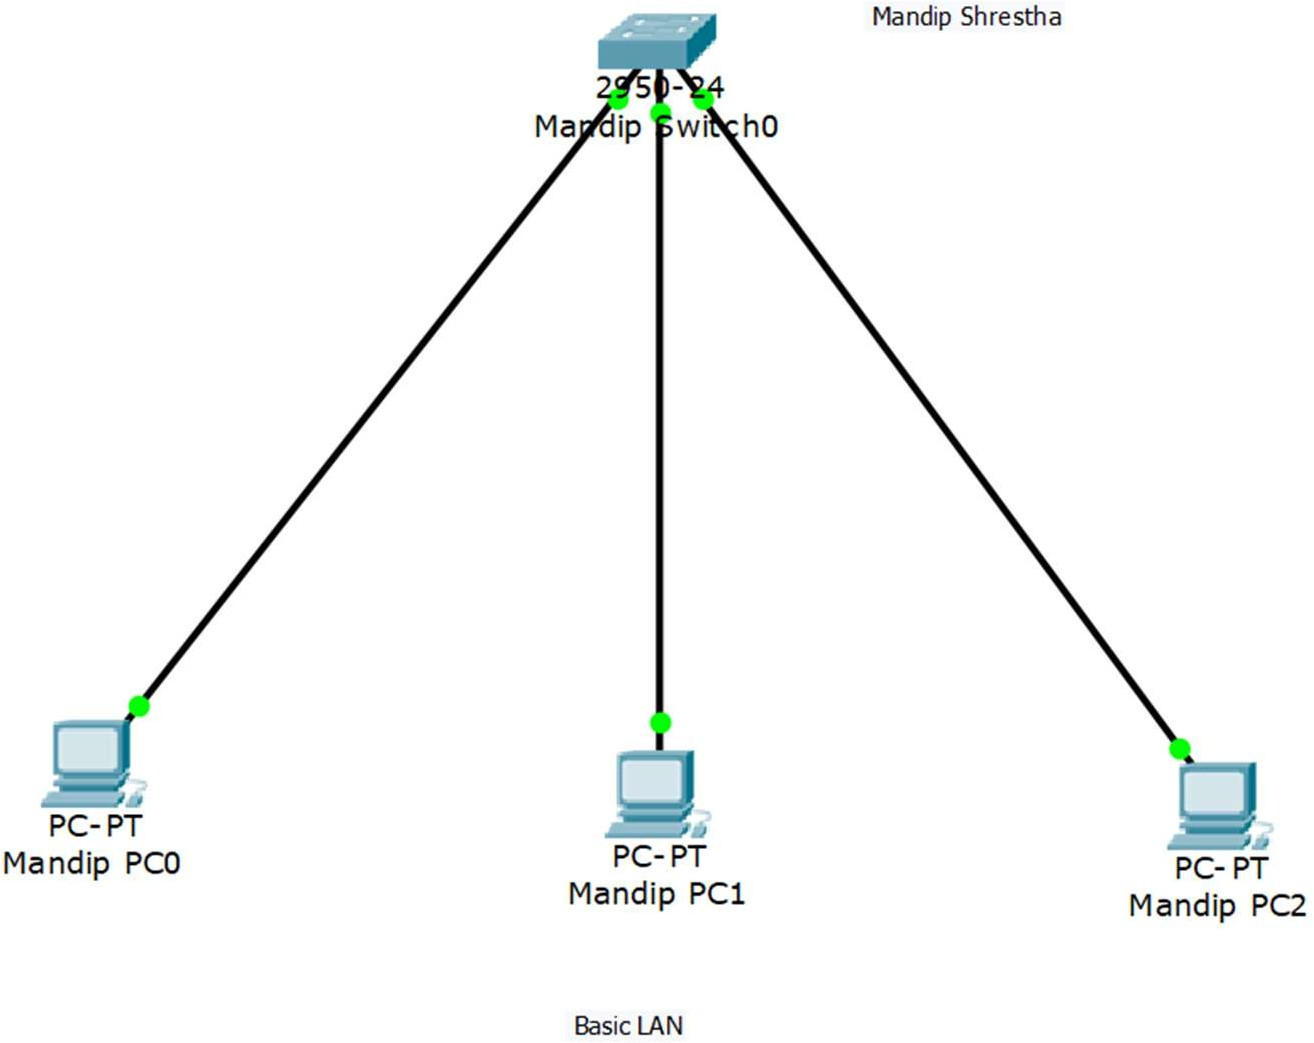 Mandip Shrestha
2950-24
Mandip Switch0
PC-PT
Mandip PC0
PC-PT
Mandip PC1
PC-PT
Mandip PC2
Basic LAN